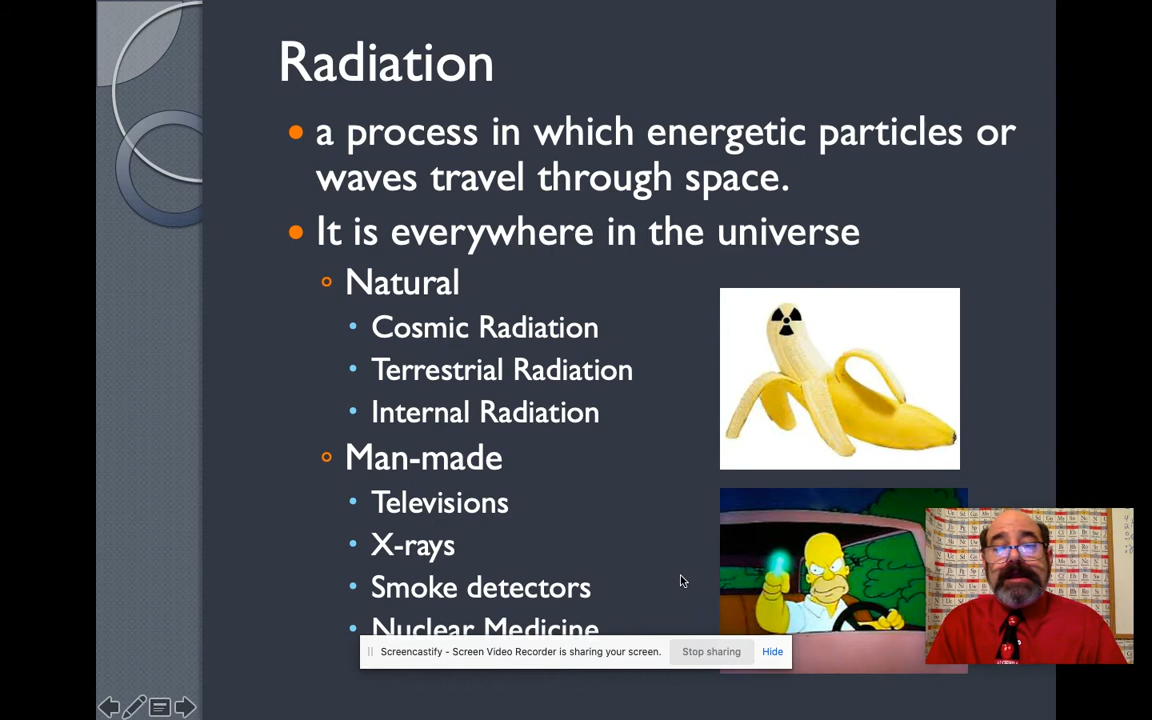 Radiation
a process in which energetic particles or
waves travel through space.
It is everywhere in the universe
Natural
Cosmic Radiation
Terrestrial Radiation
Internal Radiation
Man-made
Televisions
X-rays
Smoke detectors
Nuclear Medicine
Screencastify - Screen Video Recorder is sharing your screen.
Stop sharing
Hide